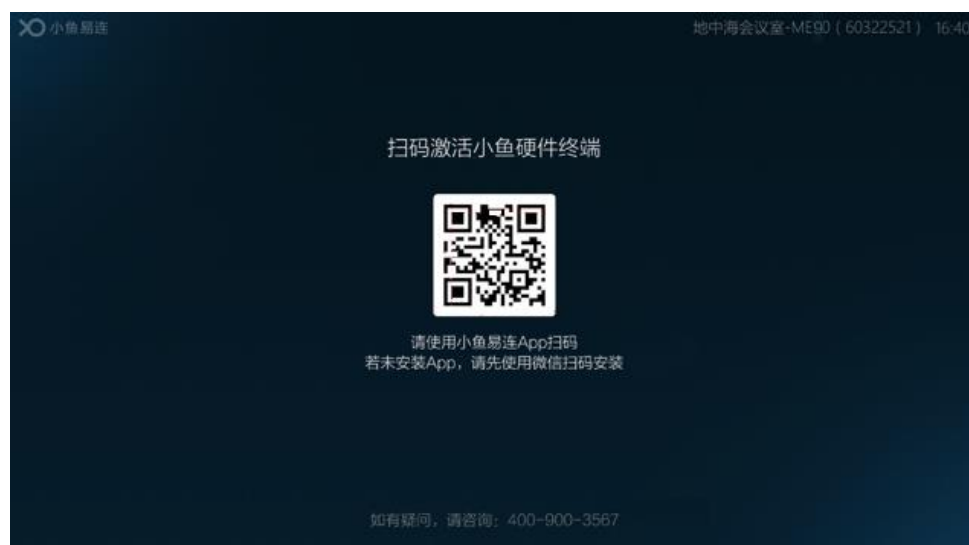 小鱼易连
地中海会议室-ME90 ( 60322521 ) 16:40
扫码激活小鱼硬件终端
请使用小鱼易连App扫码
若未安装App，请先使用微信扫码安装
如有疑问，请咨询：400-900-3567